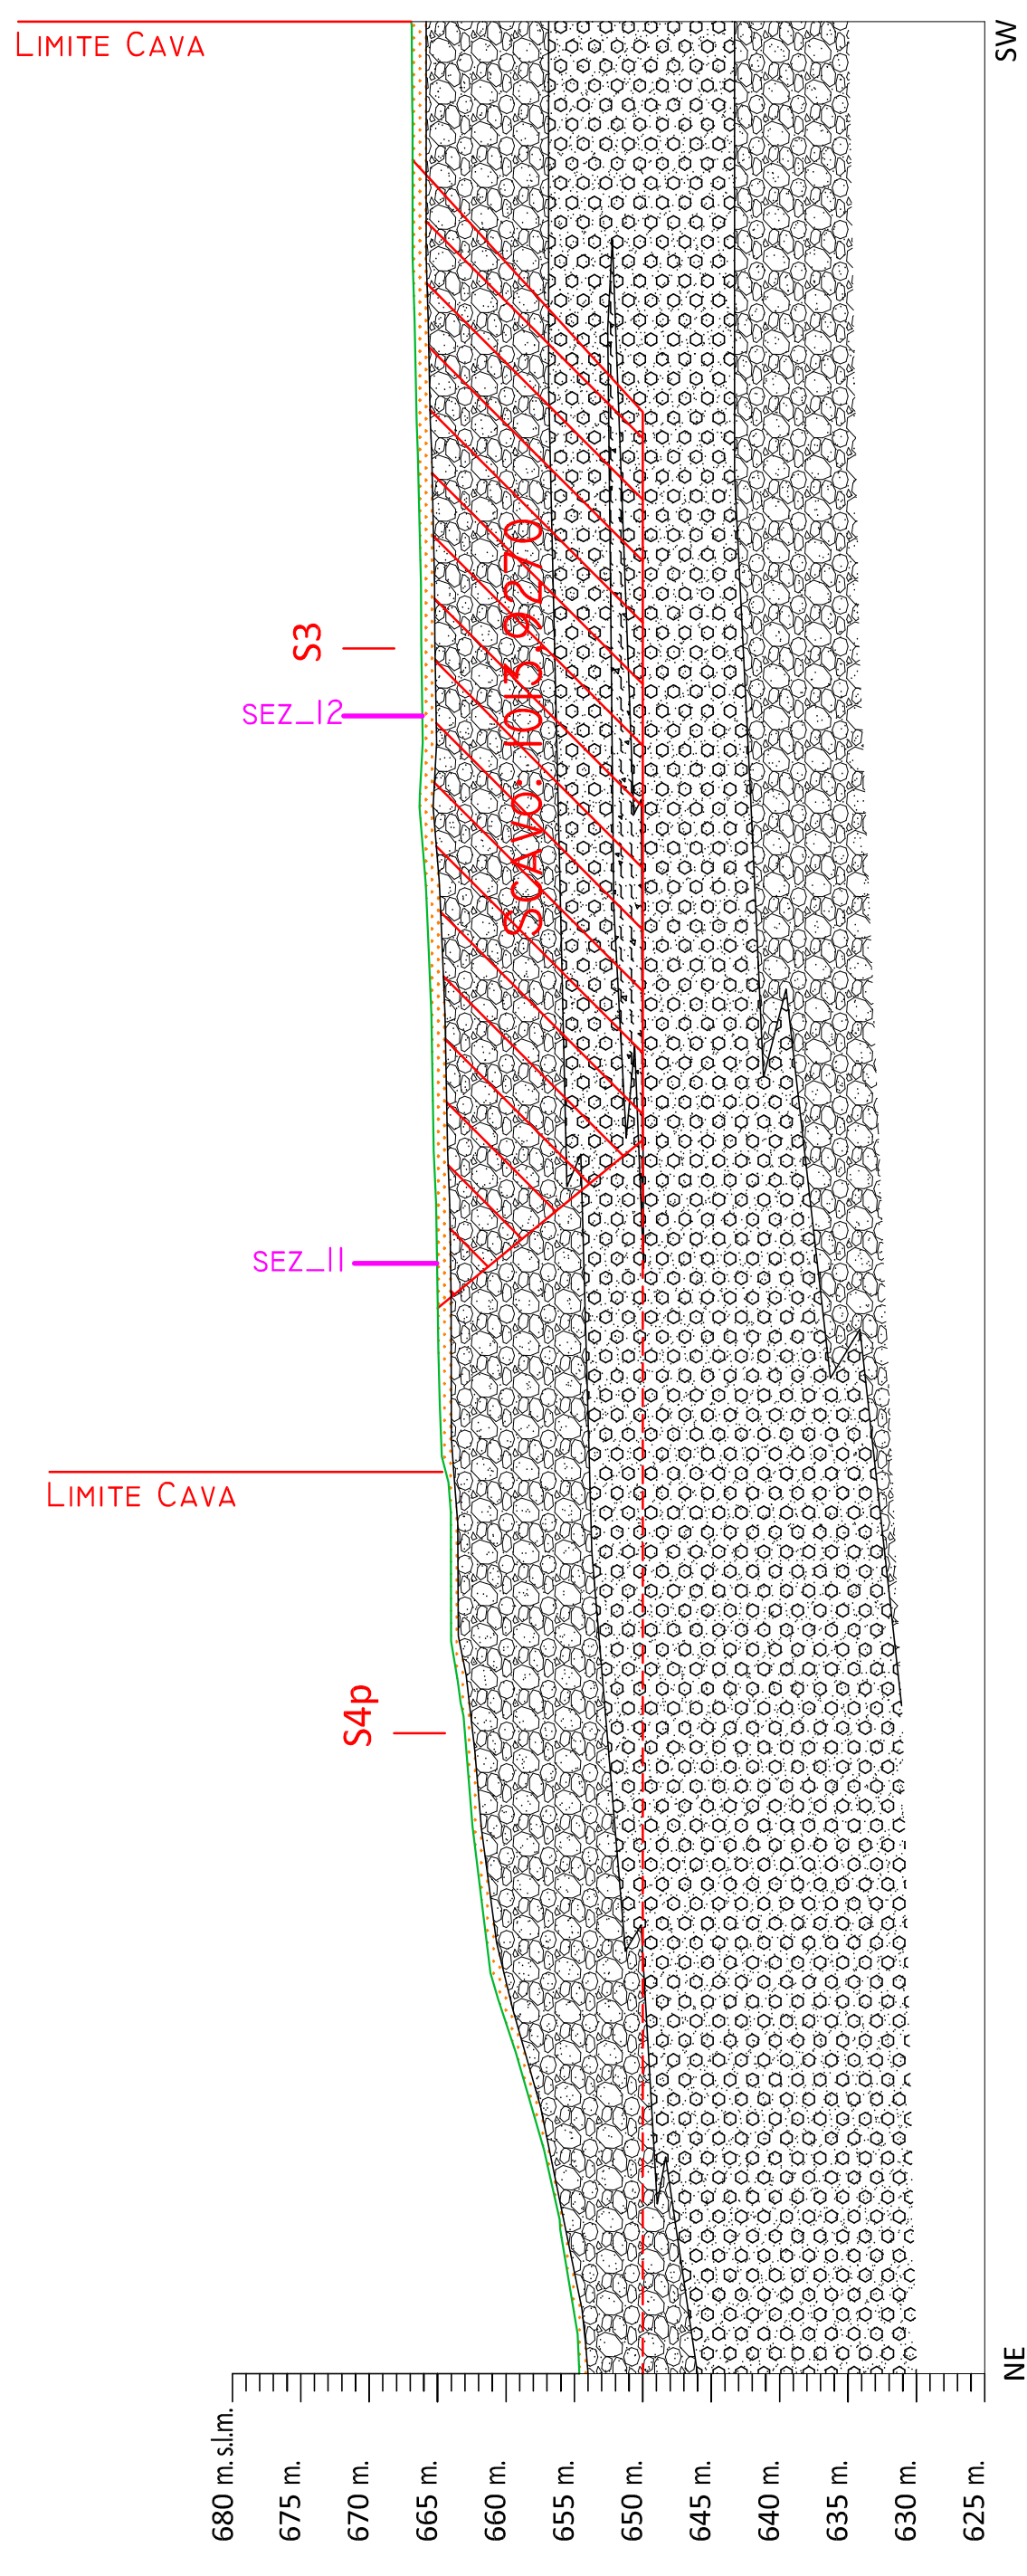 LIMITE CAVA
SW
S3
SEZ_12
SCAVO: 1013,9270
SEZ_11
LIMITE CAVA
S4p
NE
680 m. s.l.m.
675 m.
670 m.
665 m.
660 m.
655 m.
650 m.
645 m.
640 m.
635 m.
630 m.
625 m.